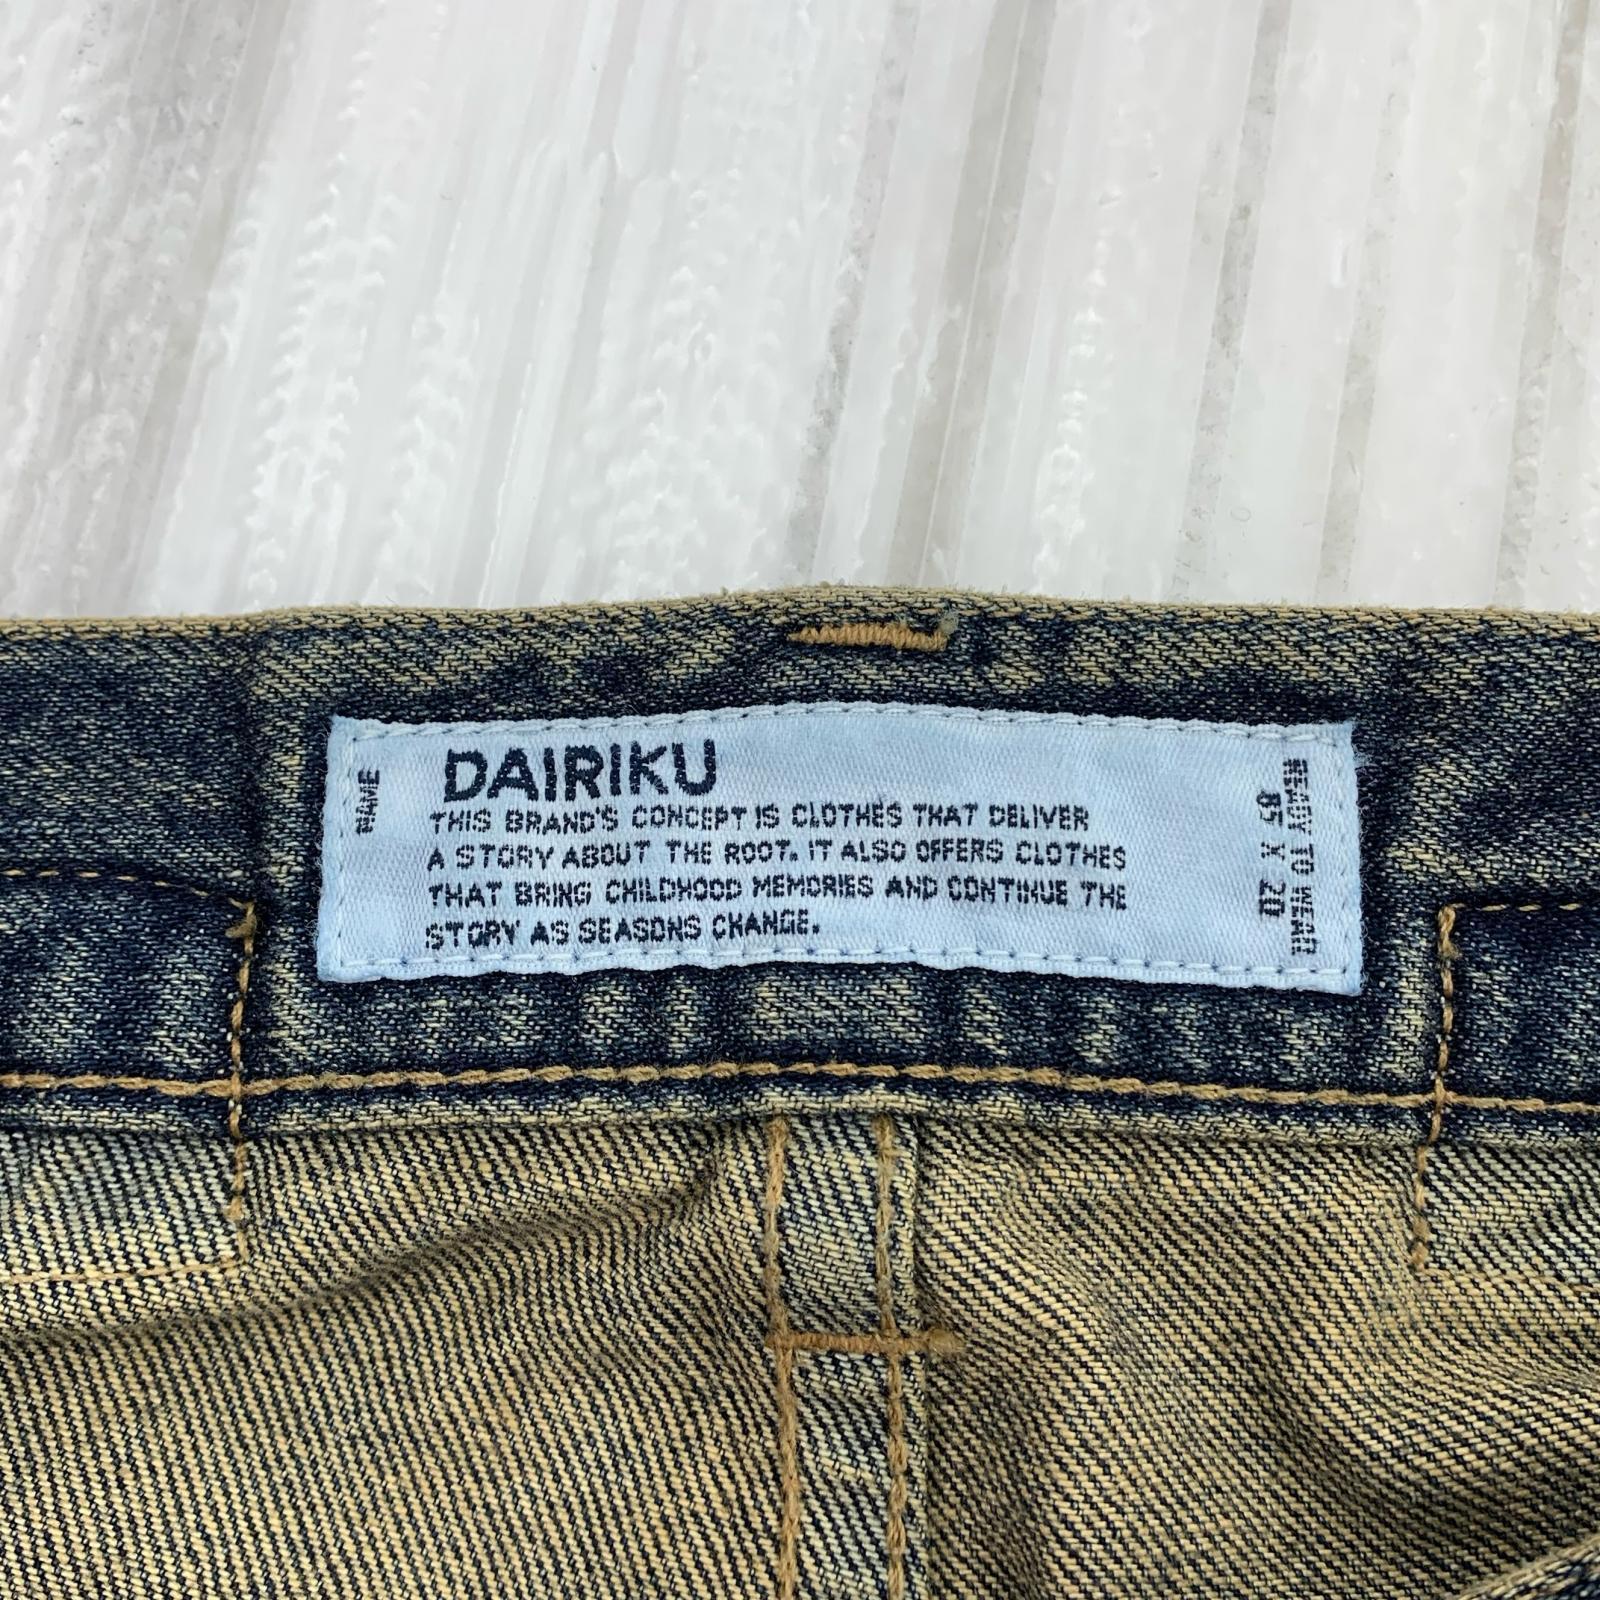 NAME
DAIRIKU
THIS BRAND'S CONCEPT IS CLOTHES THAT DELIVER
A STORY ABOUT THE ROOT. IT ALSO OFFERS CLOTHES
THAT BRING CHILDHOOD MEMORIES AND CONTINUE THE
STORY AS SEASONS CHANGE.
READY TO WEAR
85 X 20